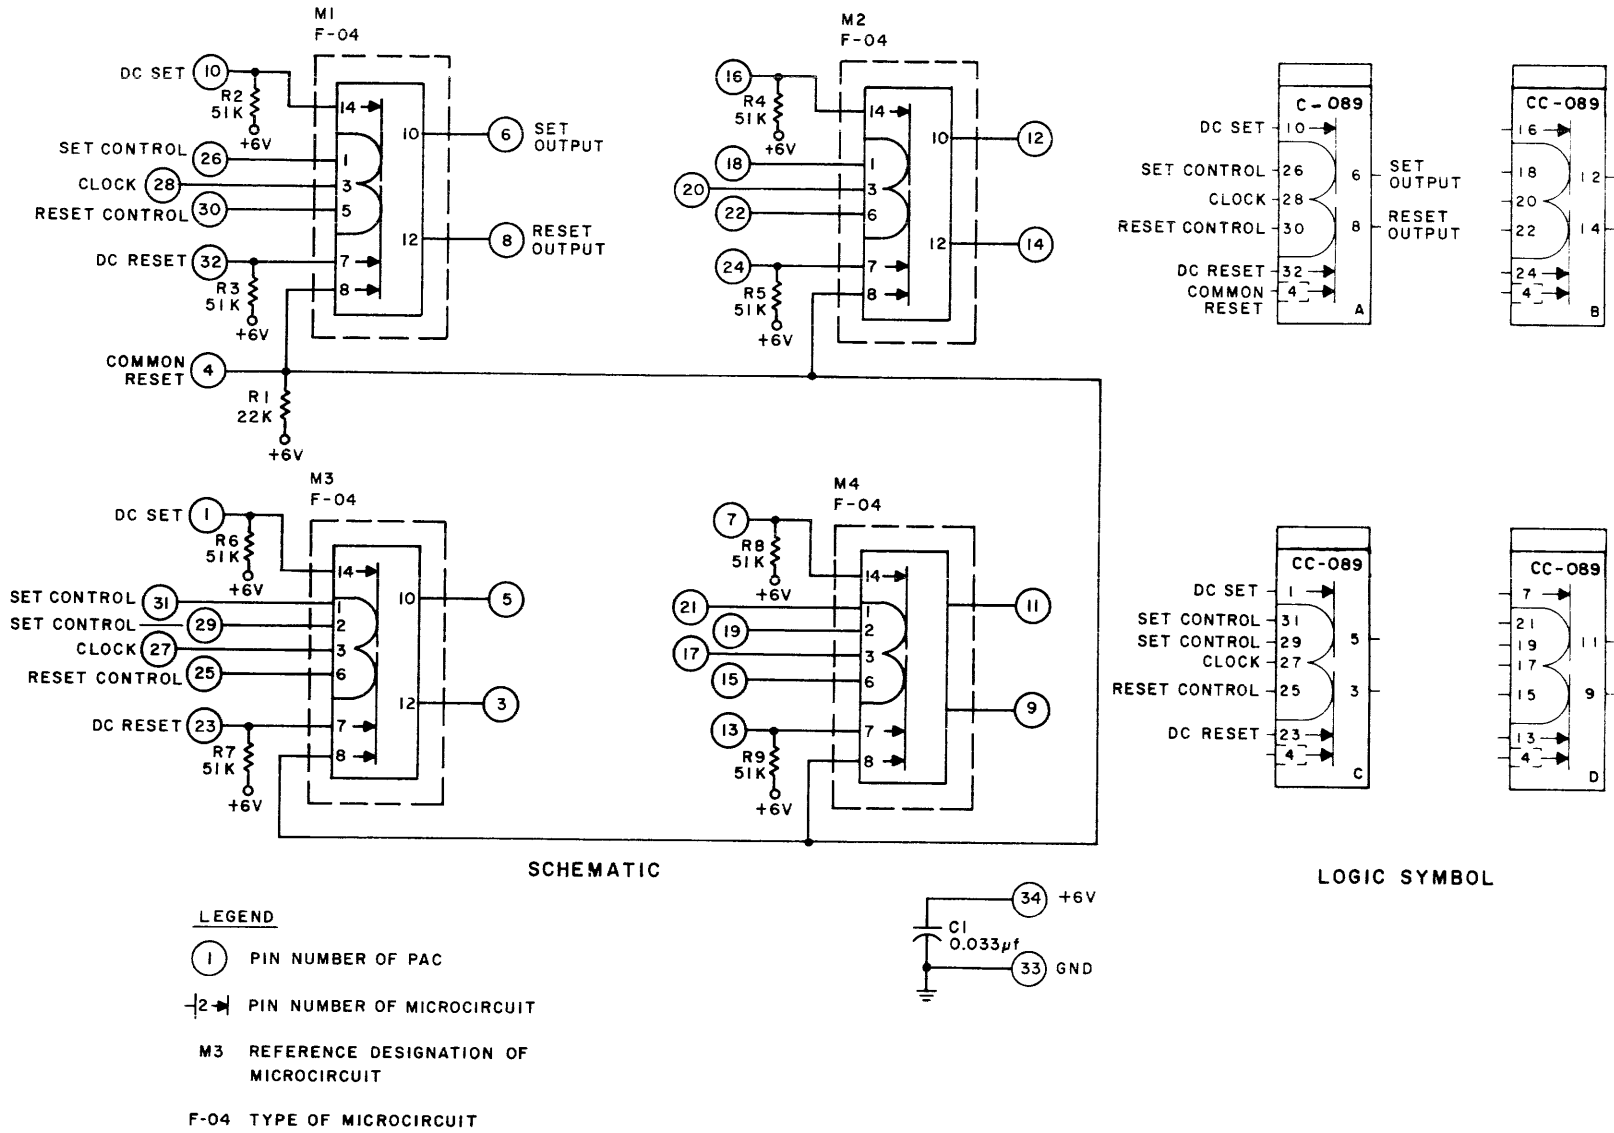 M1
F-04
DC SET 10
R2
51K
+6V
SET CONTROL 26
CLOCK 28
RESET CONTROL 30
DC RESET 32
R3
51K
+6V
14
1
3
5
7
8
10
12
6 SET
OUTPUT
8 RESET
OUTPUT
COMMON
RESET 4
R1
22K
+6V
M2
F-04
16
R4
51K
+6V
18
20
22
24
R5
51K
+6V
14
1
3
6
7
8
10
12
12
14
M3
F-04
DC SET 1
R6
51K
+6V
SET CONTROL 31
SET CONTROL 29
CLOCK 27
RESET CONTROL 25
DC RESET 23
R7
51K
+6V
14
1
2
3
6
7
8
10
12
5
3
M4
F-04
7
R8
51K
+6V
21
19
17
15
13
R9
51K
+6V
14
1
2
3
6
7
8
11
9
SCHEMATIC
C-089
DC SET 10
SET CONTROL 26
CLOCK 28
RESET CONTROL 30
DC RESET 32
COMMON
RESET
4
6 SET
OUTPUT
8 RESET
OUTPUT
A
CC-089
16
18
20
22
24
4
12
14
B
CC-089
DC SET 1
SET CONTROL 31
SET CONTROL 29
CLOCK 27
RESET CONTROL 25
DC RESET 23
4
5
3
C
CC-089
7
21
19
17
15
13
4
11
9
D
LOGIC SYMBOL
34 +6V
C1
0.033µf
33 GND
LEGEND
1 PIN NUMBER OF PAC
2 PIN NUMBER OF MICROCIRCUIT
M3 REFERENCE DESIGNATION OF
MICROCIRCUIT
F-04 TYPE OF MICROCIRCUIT